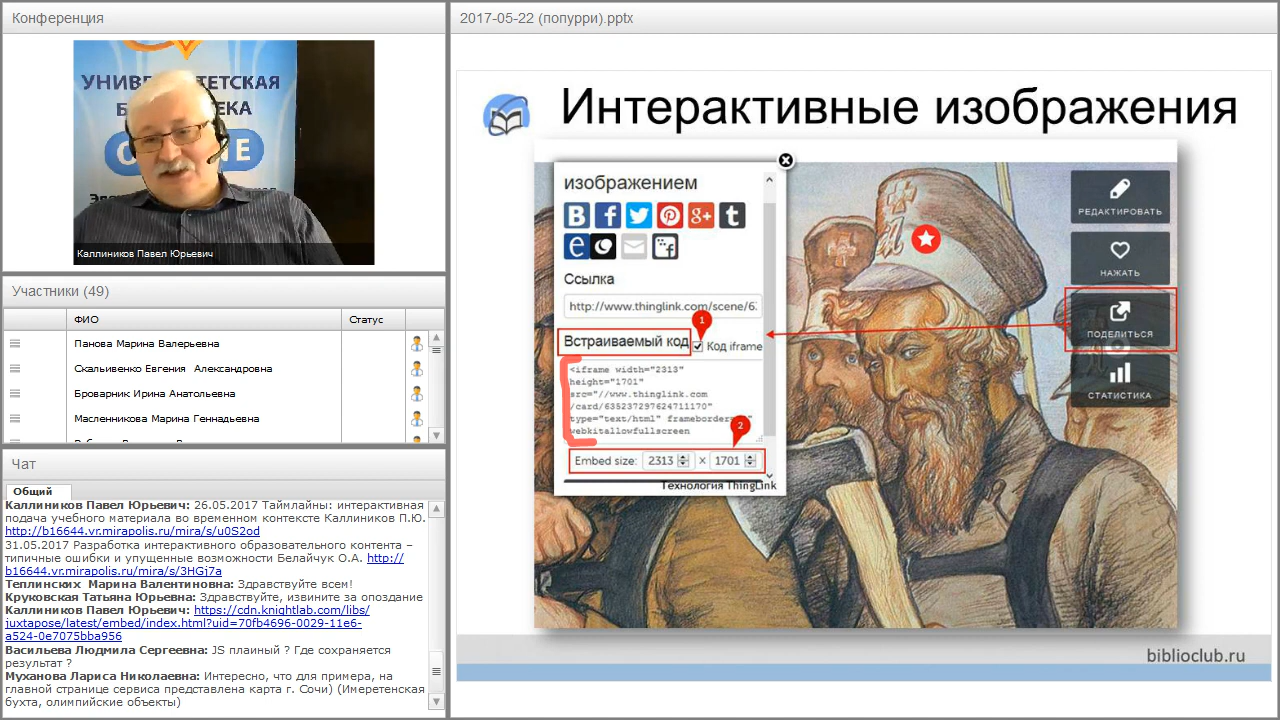 Конференция
УНИВЕ ТЕТСКАЯ
Каллиников Павел Юрьевич
Участники (49)
ФИО
Статус
Панова Марина Валерьевна
Скальивенко Евгения Александровна
Броварник Ирина Анатольевна
Масленникова Марина Геннадьевна
Чат
Общий
Каллиников Павел Юрьевич: 26.05.2017 Таймлайны: интерактивная
подача учебного материала во временном контексте Каллиников П.Ю.
http://b16644.vr.mirapolis.ru/mira/s/u0S2od
31.05.2017 Разработка интерактивного образовательного контента –
типичные ошибки и упущенные возможности Белайчук О.А. http://
b16644.vr.mirapolis.ru/mira/s/3HGj7a
Теплинских Марина Валентиновна: Здравствуйте всем!
Круковская Татьяна Юрьевна: Здравствуйте, извините за опоздание
Каллиников Павел Юрьевич: https://cdn.knightlab.com/libs/
juxtapose/latest/embed/index.html?uid=70fb4696-0029-11e6-
a524-0e7075bba956
Васильева Людмила Сергеевна: JS плаиный ? Где сохраняется
результат ?
Муханова Лариса Николаевна: Интересно, что для примера, на
главной странице сервиса представлена карта г. Сочи) (Имеретенская
бухта, олимпийские объекты)
2017-05-22 (попурри).pptx
Интерактивные изображения
изображением
Ссылка
http://www.thinglink.com/scene/6
1
Встраиваемый код
Код iframe
<iframe width="2313"
height="1701"
src="//www.thinglink.com
/card/635237297624711170"
type="text/html" frameborder
webkitallowfullscreen
2
Embed size: 2313 x 1701
Технология ThingLink
РЕДАКТИРОВАТЬ
НАЖАТЬ
ПОДЕЛИТЬСЯ
СТАТИСТИКА
biblioclub.ru